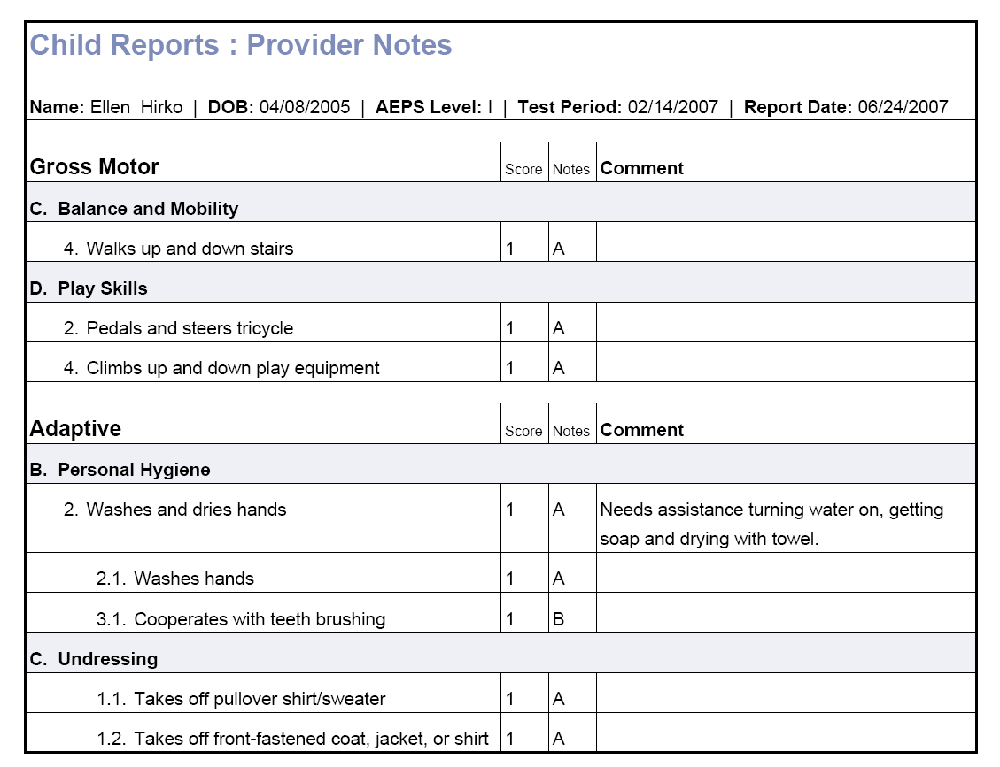 Child Reports : Provider Notes
Name: Ellen Hirko | DOB: 04/08/2005 | AEPS Level: I | Test Period: 02/14/2007 | Report Date: 06/24/2007
Gross Motor Score Notes Comment
C. Balance and Mobility
4. Walks up and down stairs 1 A
D. Play Skills
2. Pedals and steers tricycle 1 A
4. Climbs up and down play equipment 1 A
Adaptive Score Notes Comment
B. Personal Hygiene
2. Washes and dries hands 1 A Needs assistance turning water on, getting
soap and drying with towel.
2.1. Washes hands 1 A
3.1. Cooperates with teeth brushing 1 B
C. Undressing
1.1. Takes off pullover shirt/sweater 1 A
1.2. Takes off front-fastened coat, jacket, or shirt 1 A